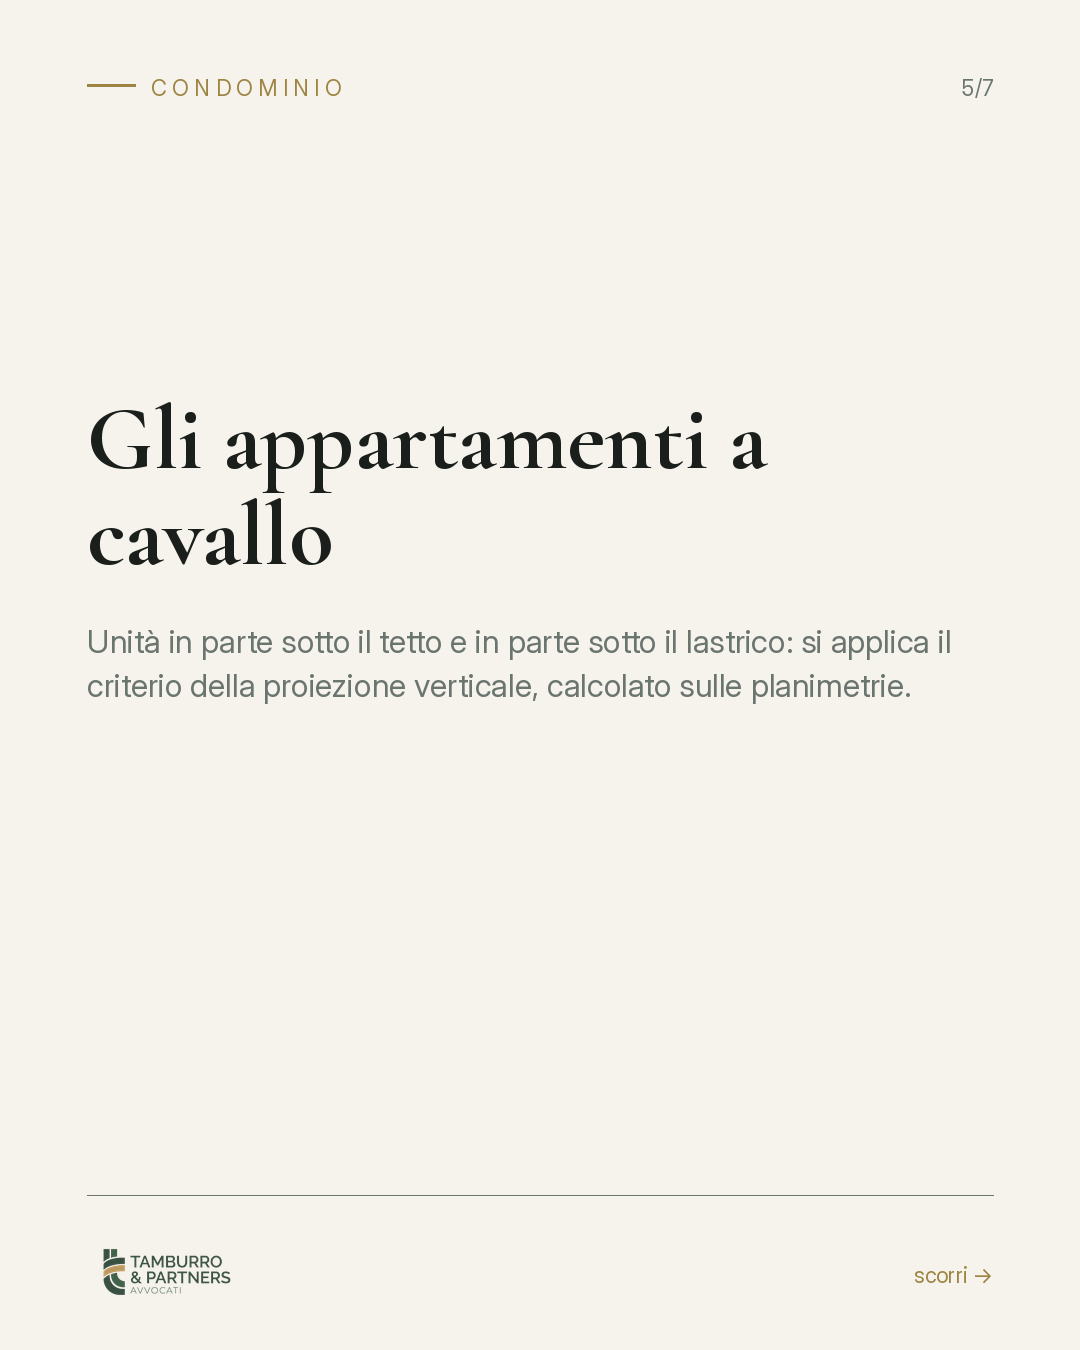 CONDOMINIO
5/7
Gli appartamenti a
cavallo
Unità in parte sotto il tetto e in parte sotto il lastrico: si applica il
criterio della proiezione verticale, calcolato sulle planimetrie.
TAMBURRO
& PARTNERS
AVVOCATI
scorri →